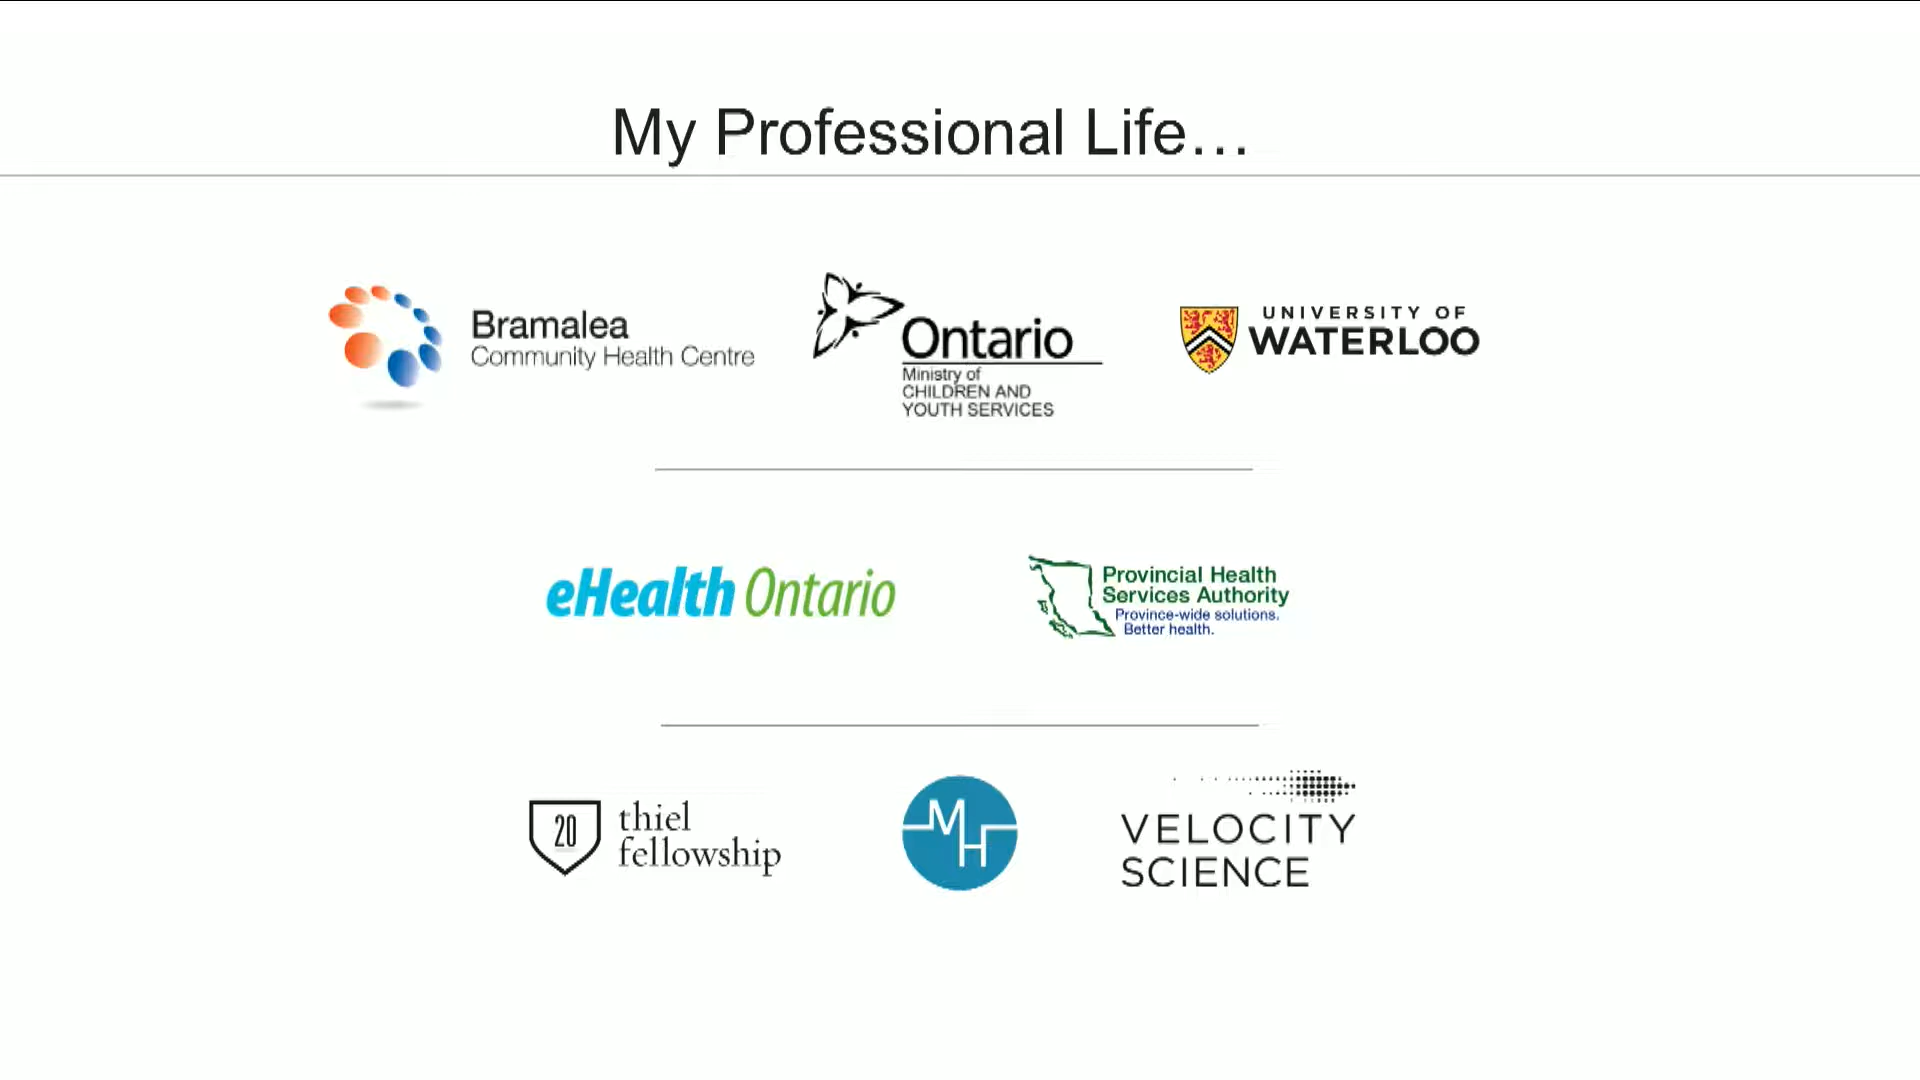 My Professional Life…
Bramalea
Community Health Centre
Ontario
Ministry of
CHILDREN AND
YOUTH SERVICES
UNIVERSITY OF
WATERLOO
eHealth Ontario
Provincial Health
Services Authority
Province-wide solutions.
Better health.
20
thiel
fellowship
MH
VELOCITY
SCIENCE